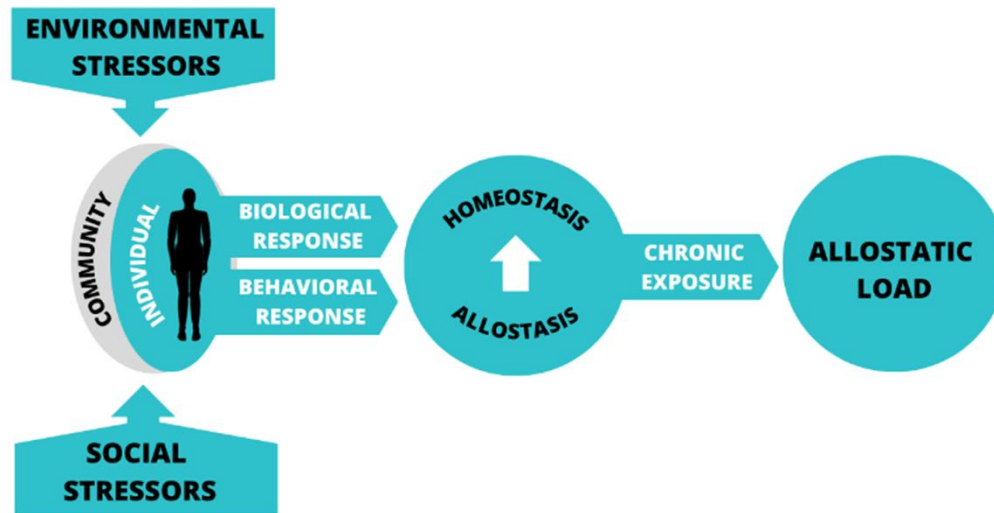 ENVIRONMENTAL
STRESSORS
COMMUNITY
INDIVIDUAL
BIOLOGICAL
RESPONSE
BEHAVIORAL
RESPONSE
HOMEOSTASIS
ALLOSTASIS
CHRONIC
EXPOSURE
ALLOSTATIC
LOAD
SOCIAL
STRESSORS